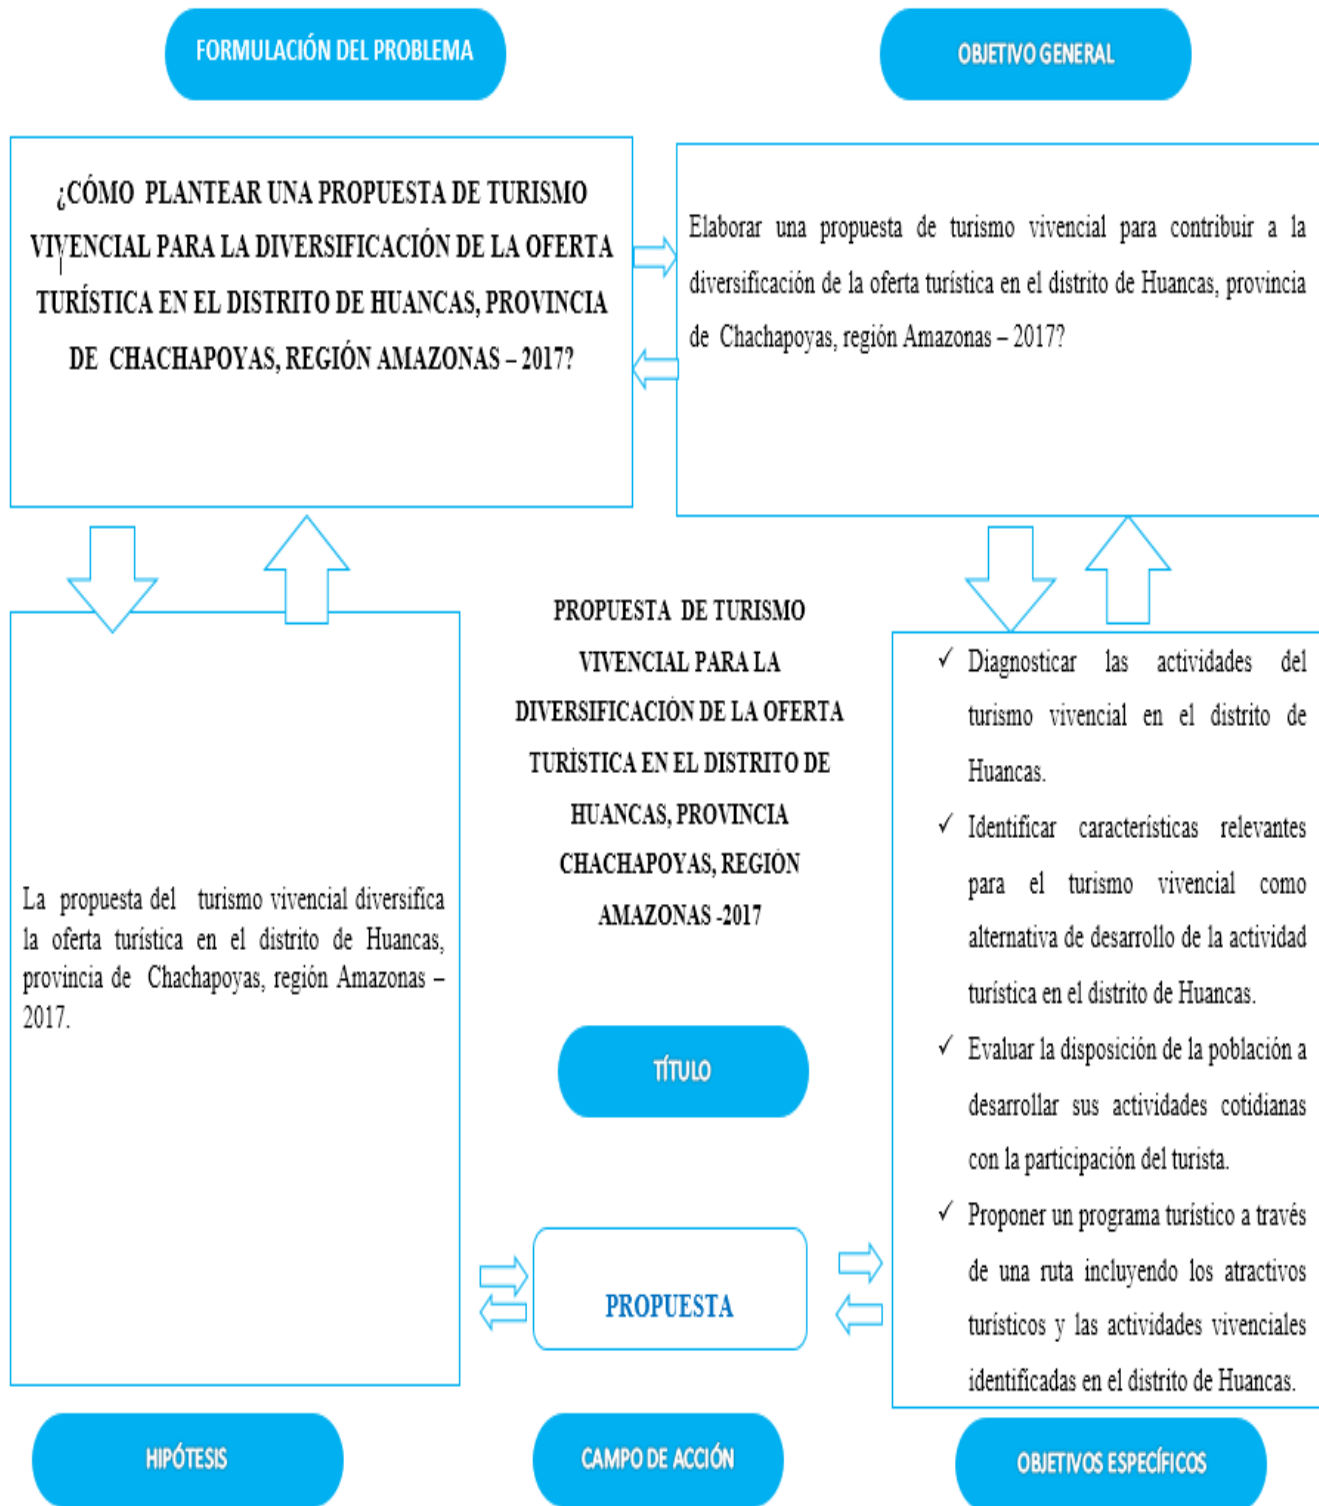 FORMULACIÓN DEL PROBLEMA
OBJETIVO GENERAL
¿CÓMO PLANTEAR UNA PROPUESTA DE TURISMO
VIVENCIAL PARA LA DIVERSIFICACIÓN DE LA OFERTA
TURÍSTICA EN EL DISTRITO DE HUANCAS, PROVINCIA
DE CHACHAPOYAS, REGIÓN AMAZONAS – 2017?
Elaborar una propuesta de turismo vivencial para contribuir a la
diversificación de la oferta turística en el distrito de Huancas, provincia
de Chachapoyas, región Amazonas – 2017?
La propuesta del turismo vivencial diversifica
la oferta turística en el distrito de Huancas,
provincia de Chachapoyas, región Amazonas –
2017.
PROPUESTA DE TURISMO
VIVENCIAL PARA LA
DIVERSIFICACIÓN DE LA OFERTA
TURÍSTICA EN EL DISTRITO DE
HUANCAS, PROVINCIA
CHACHAPOYAS, REGIÓN
AMAZONAS -2017
TÍTULO
PROPUESTA
✓ Diagnosticar las actividades del
turismo vivencial en el distrito de
Huancas.
✓ Identificar características relevantes
para el turismo vivencial como
alternativa de desarrollo de la actividad
turística en el distrito de Huancas.
✓ Evaluar la disposición de la población a
desarrollar sus actividades cotidianas
con la participación del turista.
✓ Proponer un programa turístico a través
de una ruta incluyendo los atractivos
turísticos y las actividades vivenciales
identificadas en el distrito de Huancas.
HIPÓTESIS
CAMPO DE ACCIÓN
OBJETIVOS ESPECÍFICOS